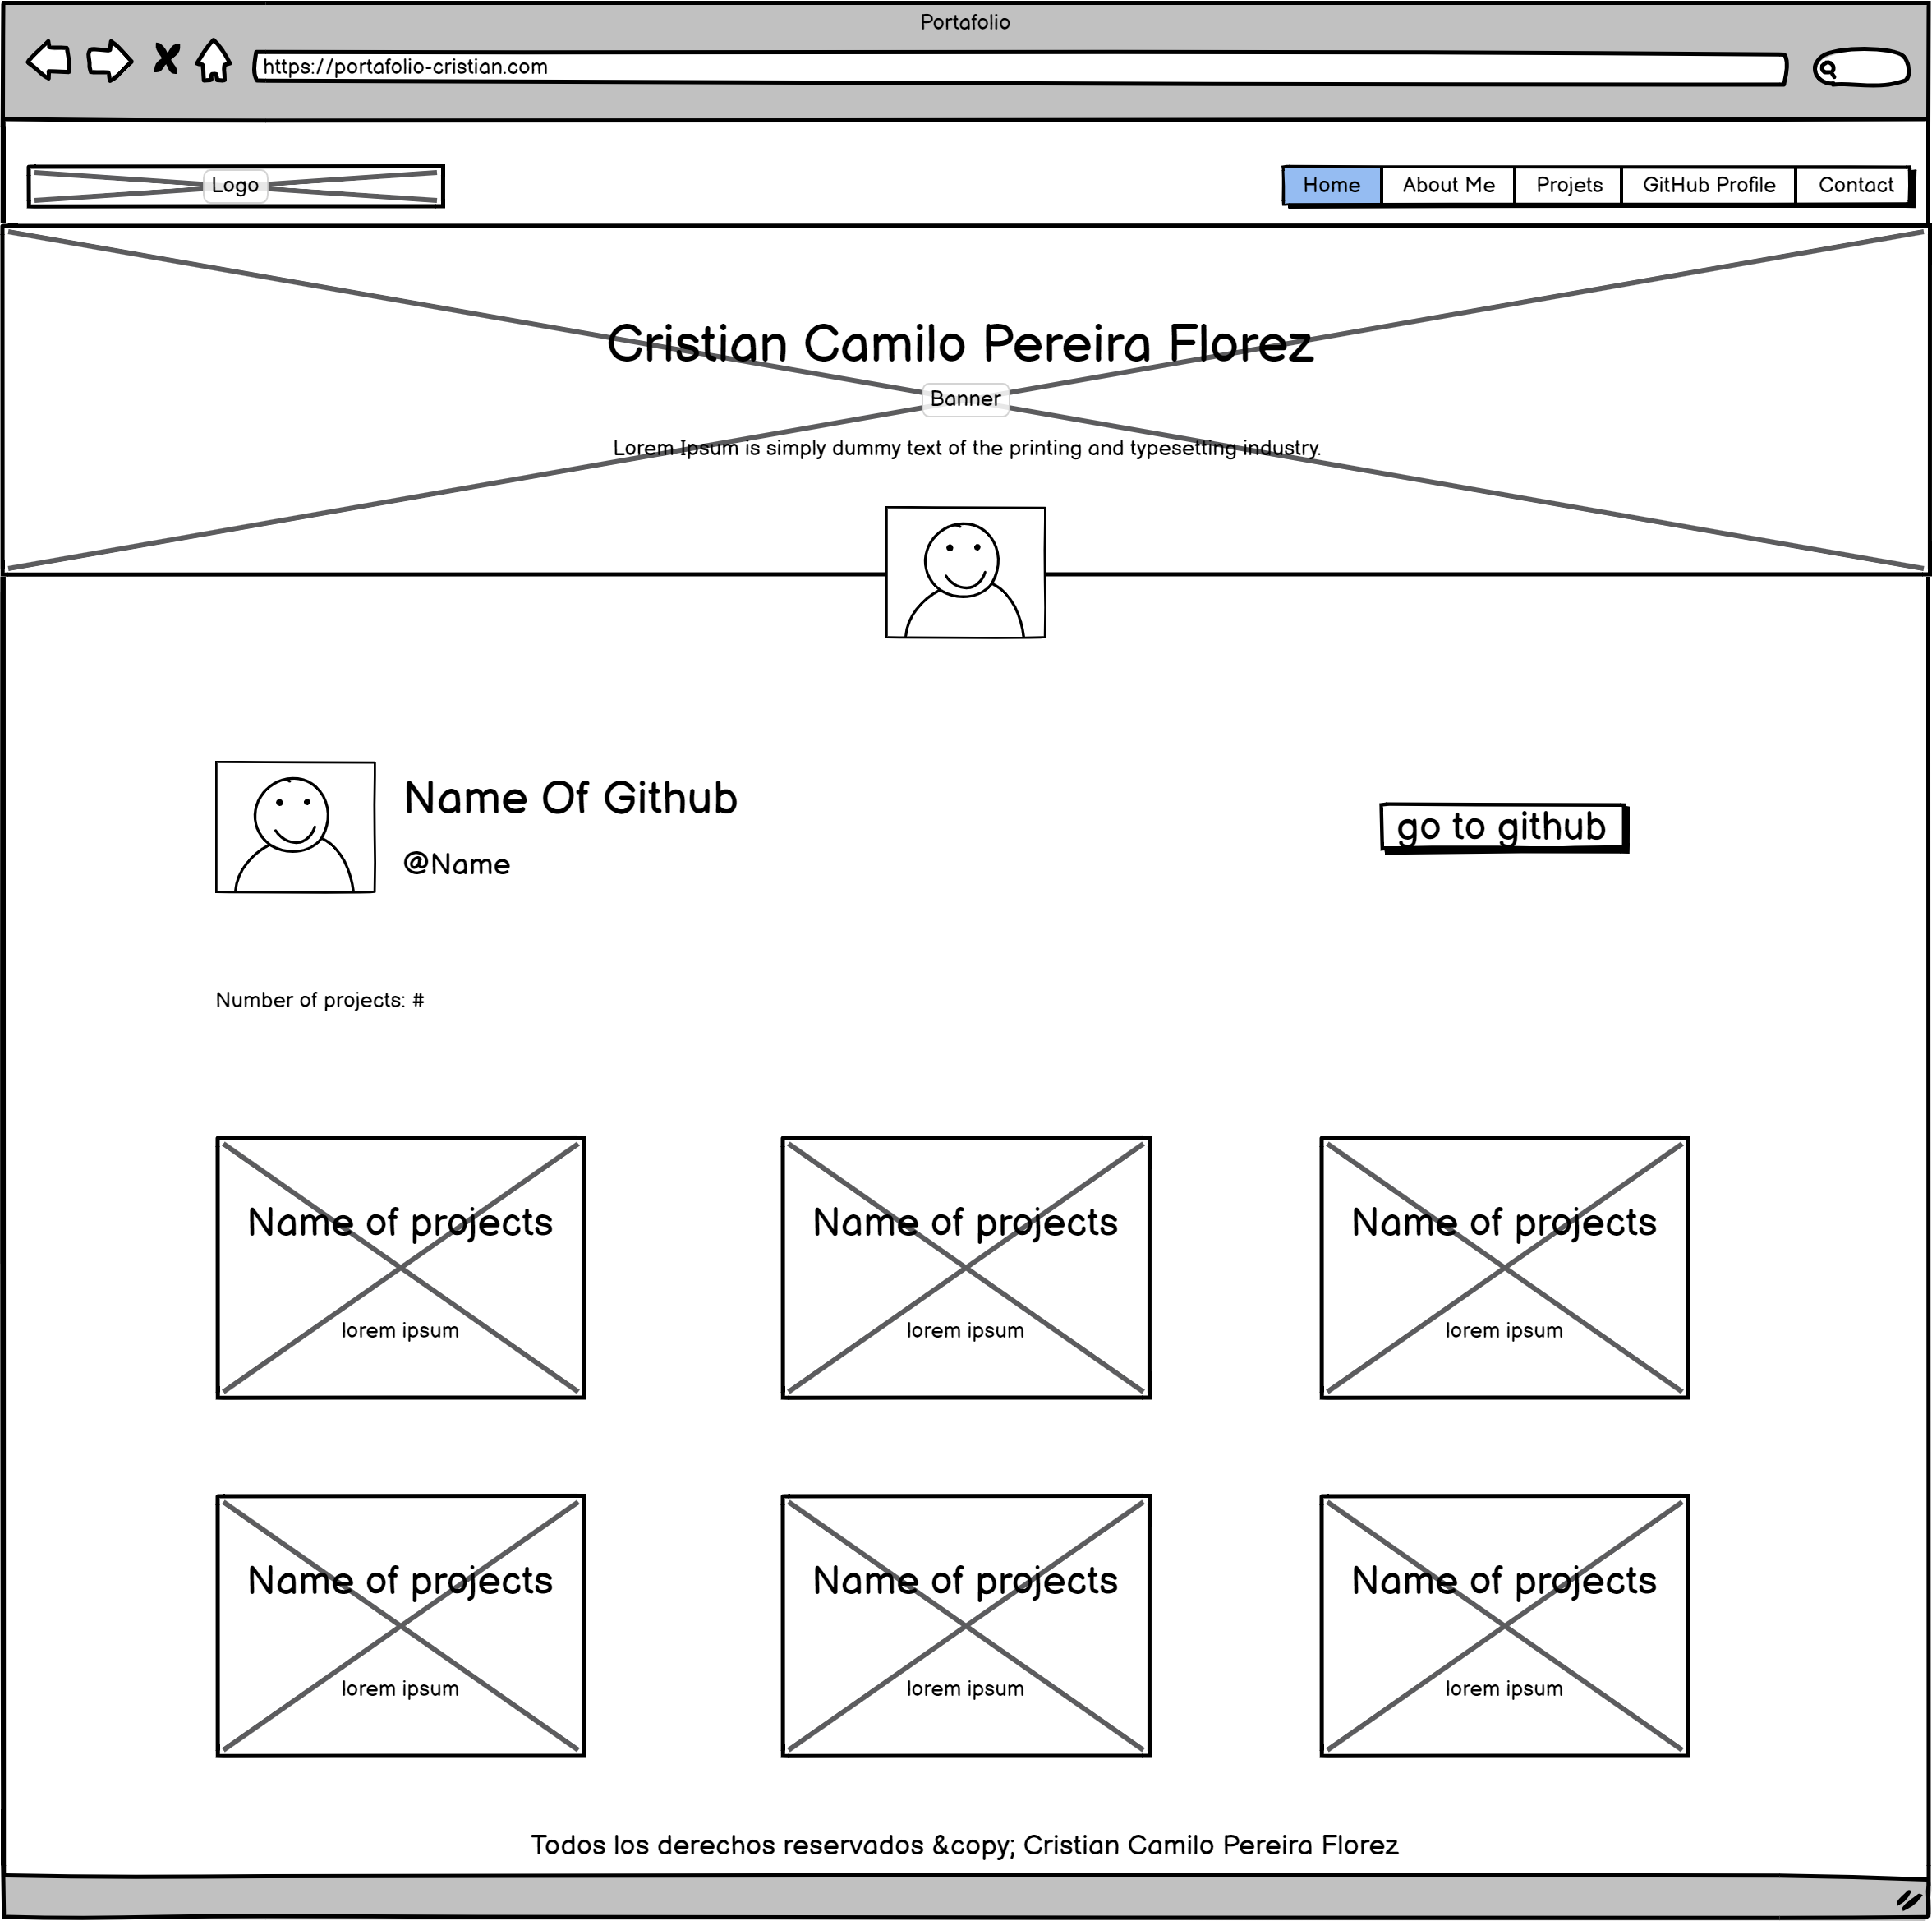 Portafolio
https://portafolio-cristian.com
Logo
Home About Me Projets GitHub Profile Contact
Cristian Camilo Pereira Florez
Banner
Lorem Ipsum is simply dummy text of the printing and typesetting industry.
Name Of Github
go to github
@Name
Number of projects: #
Name of projects Name of projects Name of projects
lorem ipsum lorem ipsum lorem ipsum
Name of projects Name of projects Name of projects
lorem ipsum lorem ipsum lorem ipsum
Todos los derechos reservados &copy; Cristian Camilo Pereira Florez